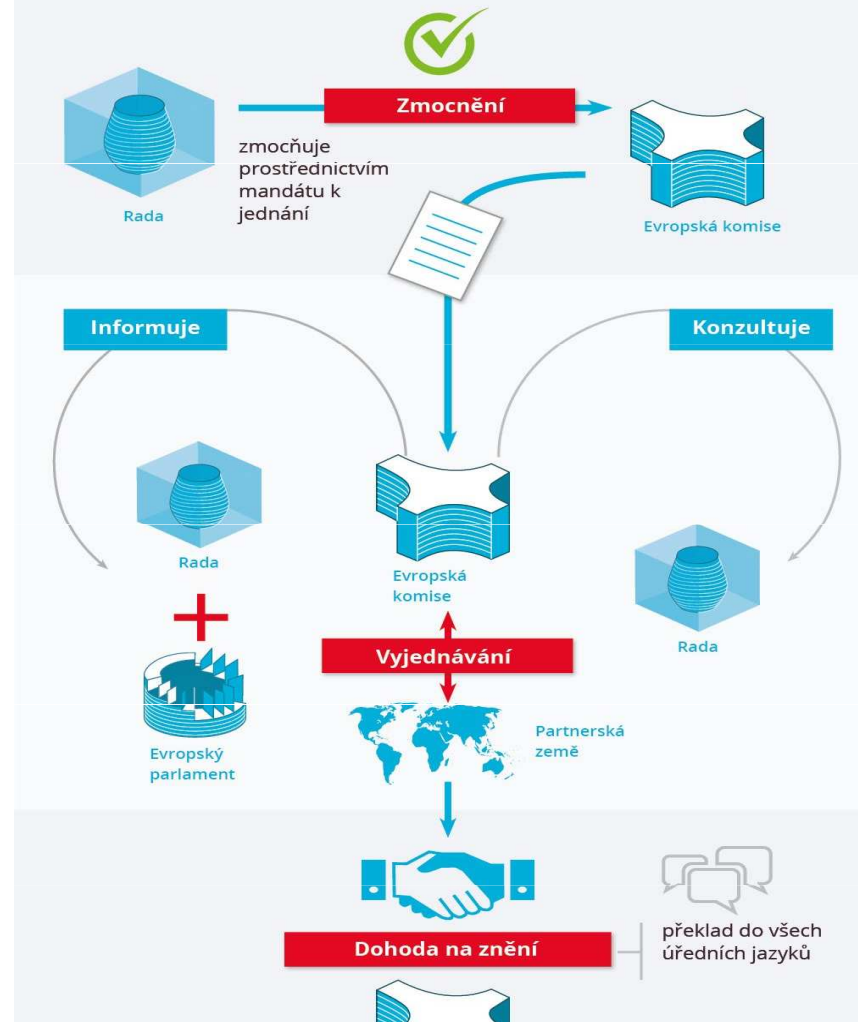 Zmocnění
zmocňuje
prostřednictvím
mandátu k
jednání
Rada
Evropská komise
Informuje
Konzultuje
Rada
Evropská
komise
Rada
Vyjednávání
Evropský
parlament
Partnerská
země
Dohoda na znění
překlad do všech
úředních jazyků